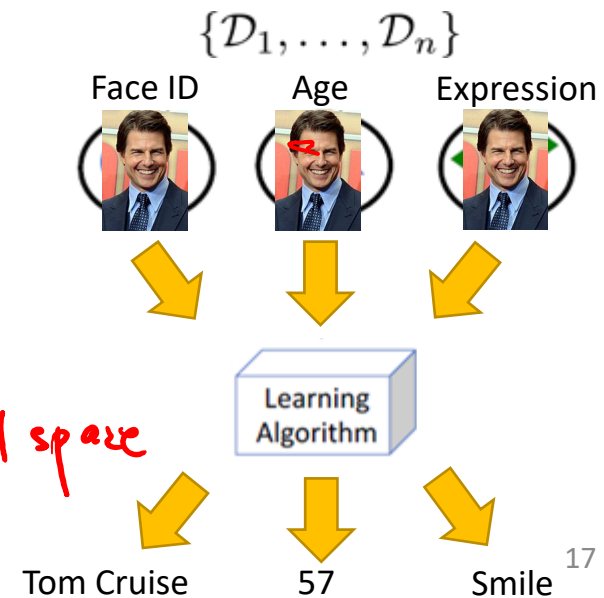 {D₁, . . . , Dₙ}
Face ID Age Expression
Learning
Algorithm
space
Tom Cruise 57 Smile
17